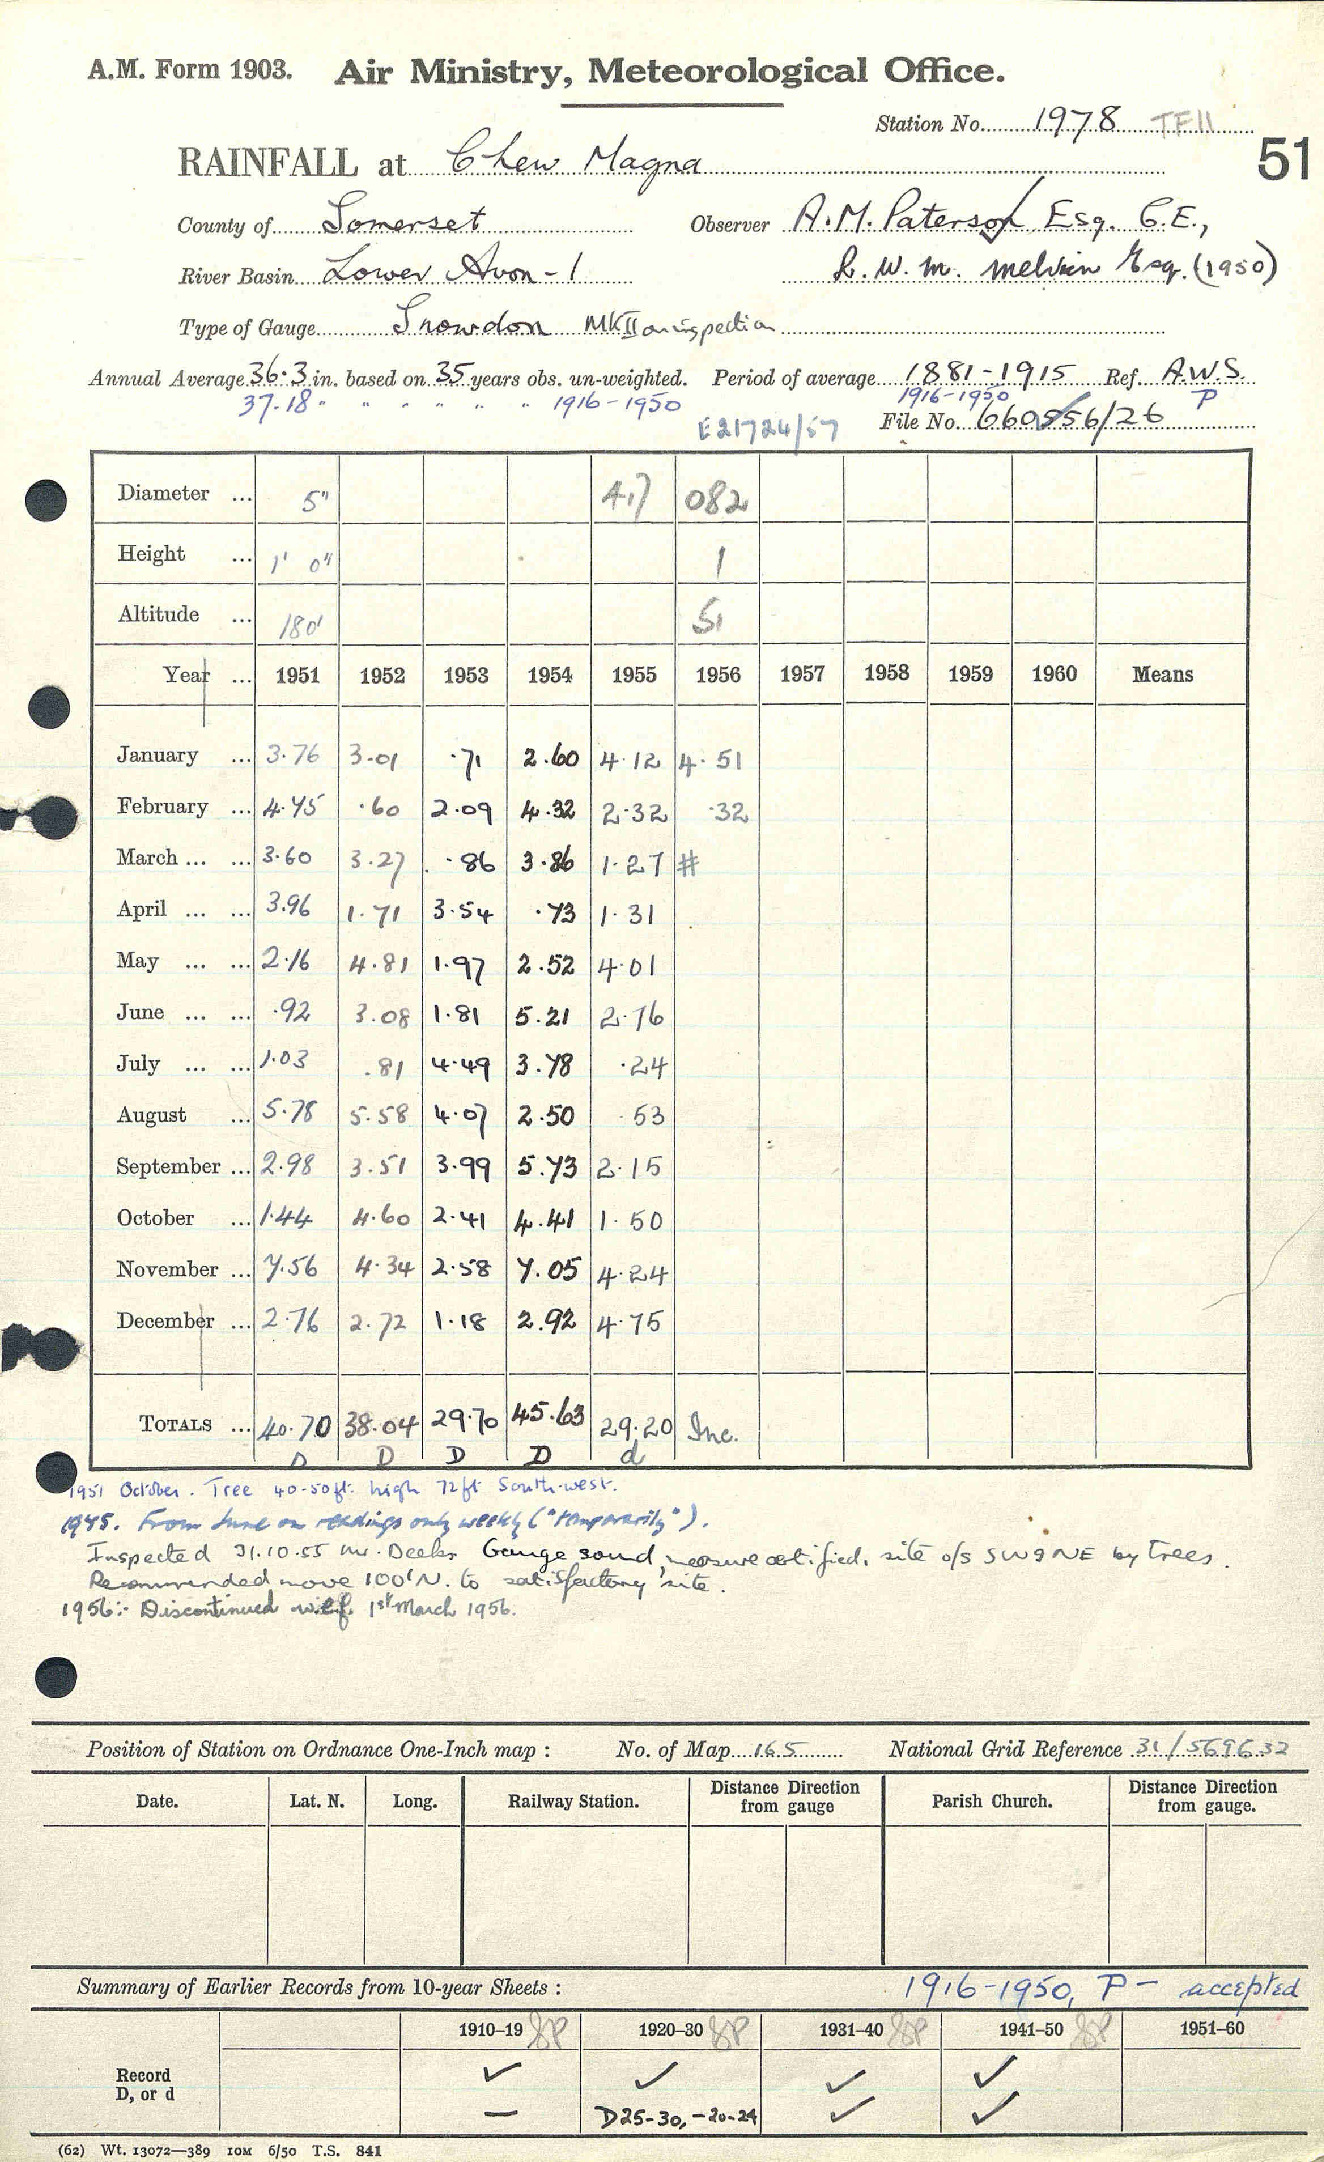 A.M. Form 1903. Air Ministry, Meteorological Office.
Station No. 1978 TF11
51
RAINFALL at Chew Magna
County of Somerset Observer A.M. Paterson Esq. C.E.,
River Basin Lower Avon - 1 L.W.M. Melvin Esq. (1950)
Type of Gauge Snowdon MkII on inspection
Annual Average 36.3 in. based on 35 years obs. un-weighted. Period of average 1881-1915 Ref. A.W.S.
37.18 " " " " " " 1916-1950 1916-1950 P
E21724/57 File No. 660556/26
Diameter ... 5" 4.17 082
Height ... 1' 0" 1
Altitude ... 180' 51
Year ... 1951 1952 1953 1954 1955 1956 1957 1958 1959 1960 Means
January ... 3.76 3.01 .71 2.60 4.12 4.51
February ... 4.75 .60 2.09 4.32 2.32 .32
March ... ... 3.60 3.27 .86 3.86 1.27 #
April ... ... 3.96 1.71 3.54 .73 1.31
May ... ... 2.16 4.81 1.97 2.52 4.01
June ... ... .92 3.08 1.81 5.21 2.76
July ... ... 1.03 .81 4.49 3.78 .24
August ... 5.78 5.58 4.07 2.50 .53
September ... 2.98 3.51 3.99 5.73 2.15
October ... 1.44 4.60 2.41 4.41 1.50
November ... 7.56 4.34 2.58 7.05 4.24
December ... 2.76 2.72 1.18 2.92 4.75
TOTALS ... 40.70 38.04 29.70 45.63 29.20 Inc.
D D D D d
1951 October. Tree 40-50ft. high 72ft South-west.
1945. From June on readings only weekly ("temporarily").
Inspected 31.10.55 Mr. Deeks. Gauge sound, measure certified, site o/s SW & NE by trees.
Recommended move 100'N. to satisfactory site.
1956:- Discontinued w.e.f. 1st March 1956.
Position of Station on Ordnance One-Inch map : No. of Map 165 National Grid Reference 31/569632
Date. Lat. N. Long. Railway Station. Distance Direction from gauge Parish Church. Distance Direction from gauge.
Summary of Earlier Records from 10-year Sheets : 1916-1950, P - accepted
1910-19 1920-30 1931-40 1941-50 1951-60
Record ✓ ✓ ✓ ✓
D, or d — D25-30, -20-24 ✓ ✓
(62) Wt. 13072—389 10M 6/50 T.S. 841